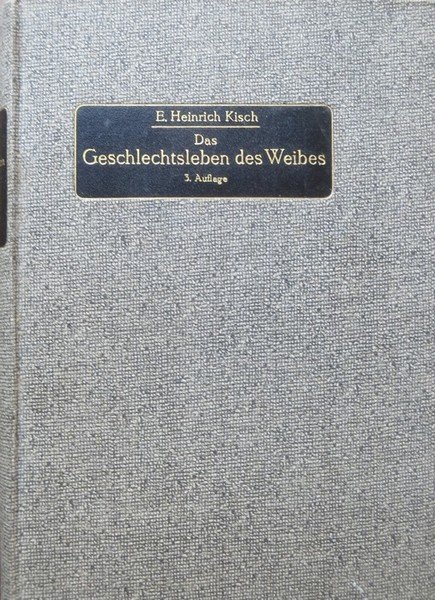 E. Heinrich Kisch
Das
Geschlechtsleben des Weibes
3. Auflage